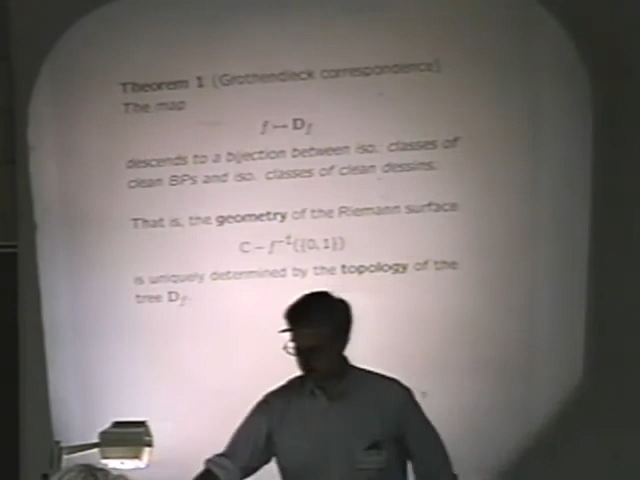 Theorem 1 (Grothendieck correspondence)
The map
f ↦ D_f
descends to a bijection between iso. classes of
clean BPs and iso. classes of clean dessins.
That is, the geometry of the Riemann surface
C − f⁻¹({0,1})
is uniquely determined by the topology of the
tree D_f.